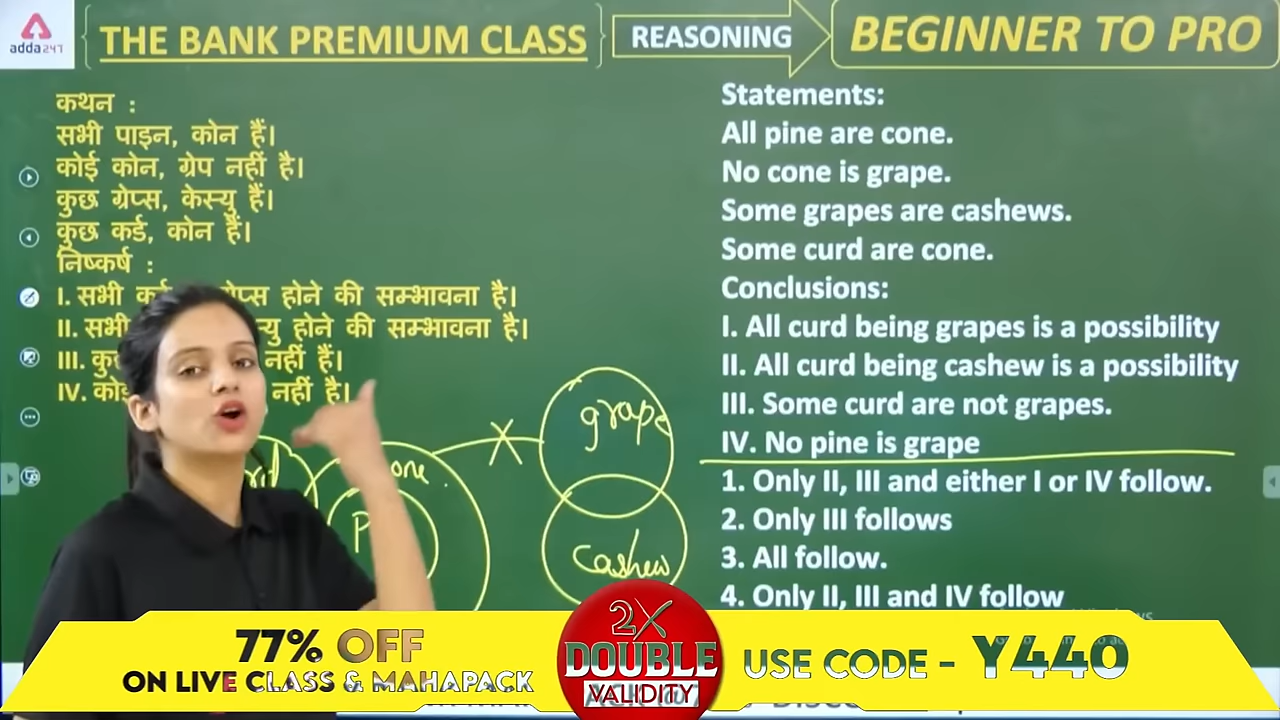 adda247
THE BANK PREMIUM CLASS
REASONING
BEGINNER TO PRO
कथन :
सभी पाइन, कोन हैं।
कोई कोन, ग्रेप नहीं है।
कुछ ग्रेप्स, केस्यु हैं।
कुछ कर्ड, कोन हैं।
निष्कर्ष :
I. सभी होने की सम्भावना है।
II. सभी होने की सम्भावना है।
III. नहीं हैं।
IV. नहीं है।
Statements:
All pine are cone.
No cone is grape.
Some grapes are cashews.
Some curd are cone.
Conclusions:
I. All curd being grapes is a possibility
II. All curd being cashew is a possibility
III. Some curd are not grapes.
IV. No pine is grape
1. Only II, III and either I or IV follow.
2. Only III follows
3. All follow.
4. Only II, III and IV follow
grape
cashew
P
77% OFF
ON LIVE CLASS & MAHAPACK
2X
DOUBLE
VALIDITY
USE CODE - Y440